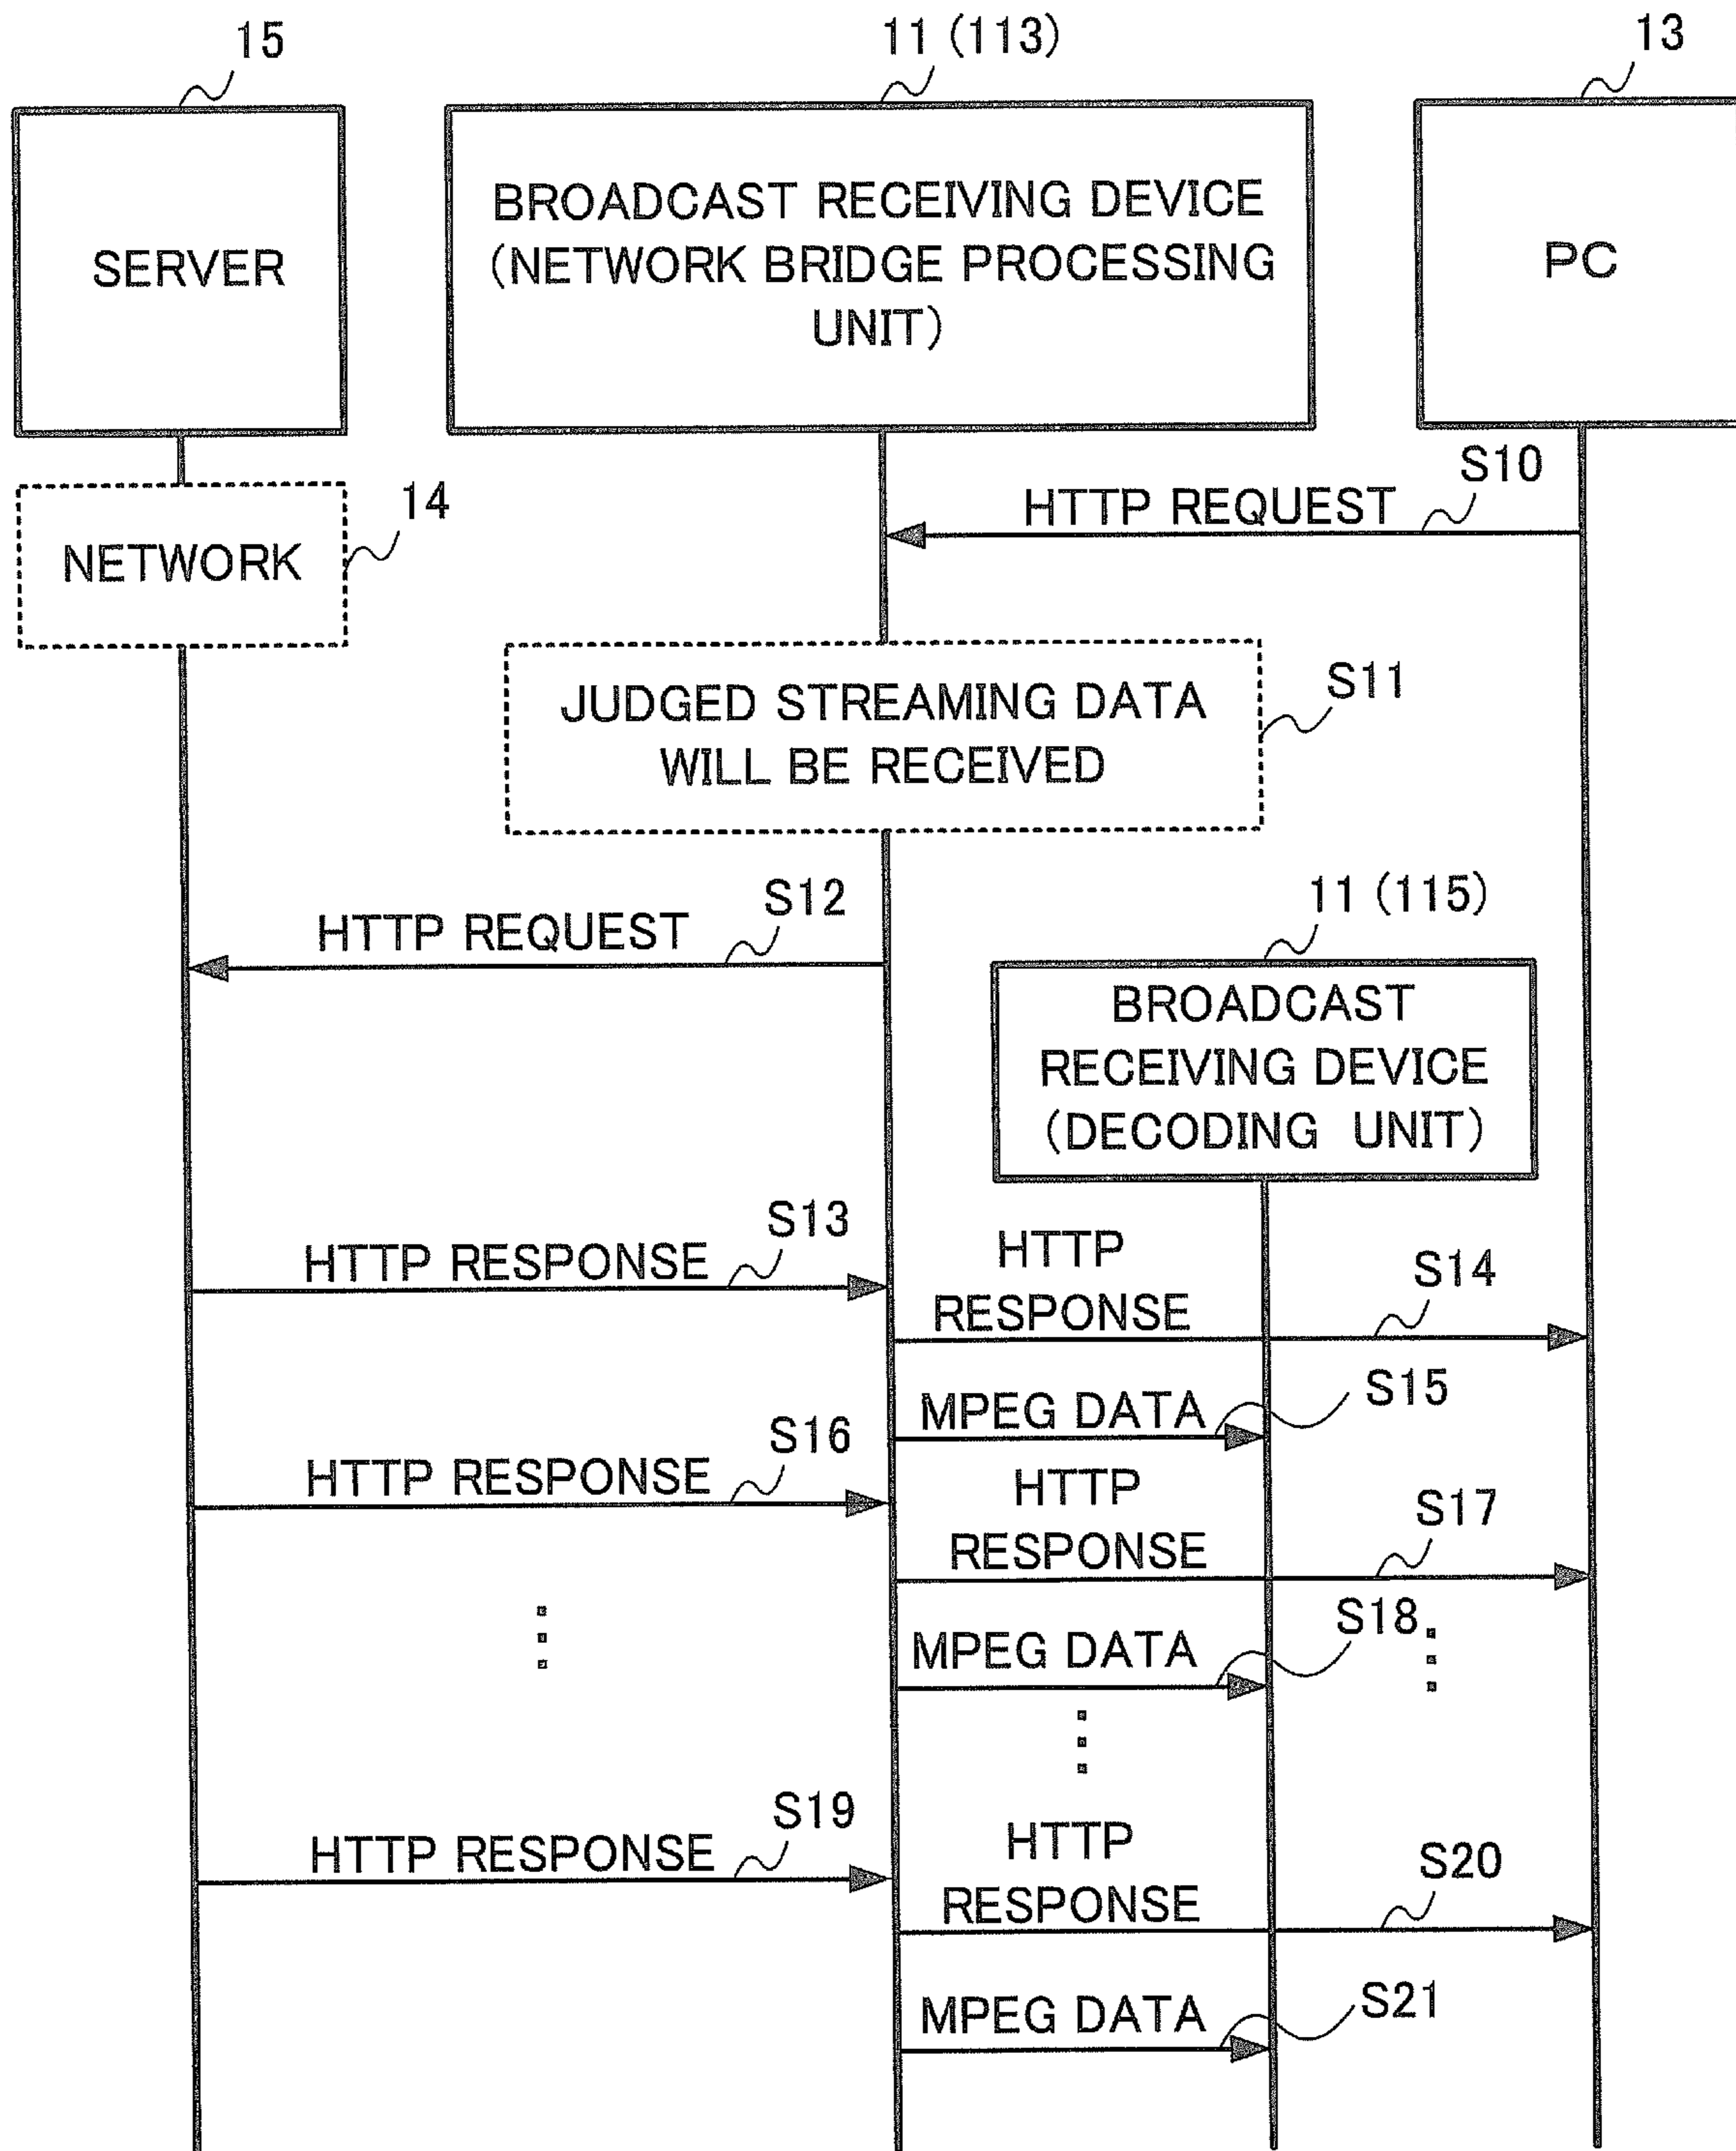 15
11 (113)
13
SERVER
BROADCAST RECEIVING DEVICE
(NETWORK BRIDGE PROCESSING
UNIT)
PC
S10
HTTP REQUEST
14
NETWORK
S11
JUDGED STREAMING DATA
WILL BE RECEIVED
S12
HTTP REQUEST
11 (115)
BROADCAST
RECEIVING DEVICE
(DECODING UNIT)
S13
HTTP RESPONSE
HTTP
RESPONSE
S14
MPEG DATA
S15
S16
HTTP RESPONSE
HTTP
RESPONSE
S17
MPEG DATA
S18
S19
HTTP RESPONSE
HTTP
RESPONSE
S20
MPEG DATA
S21